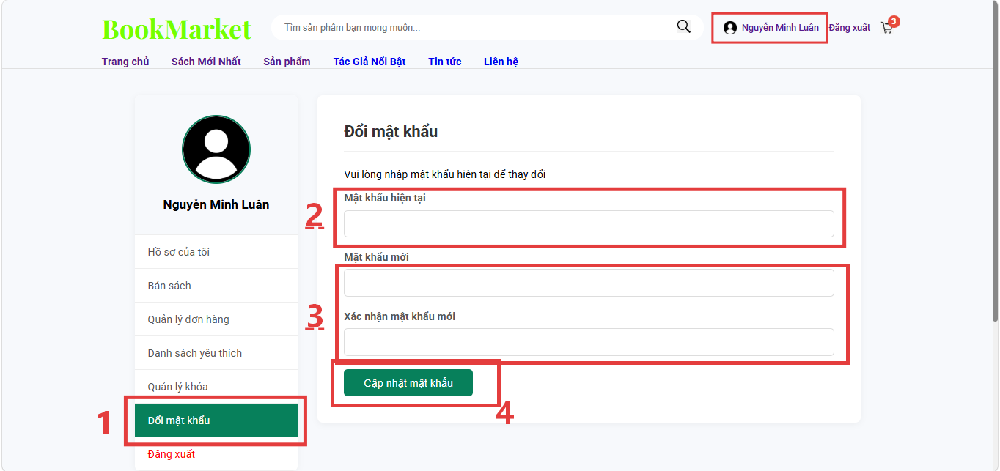 BookMarket
Tìm sản phẩm bạn mong muốn...
Nguyễn Minh Luân
Đăng xuất
3
Trang chủ
Sách Mới Nhất
Sản phẩm
Tác Giả Nổi Bật
Tin tức
Liên hệ
Nguyễn Minh Luân
Hồ sơ của tôi
Bán sách
Quản lý đơn hàng
Danh sách yêu thích
Quản lý khóa
1
Đổi mật khẩu
Đăng xuất
Đổi mật khẩu
Vui lòng nhập mật khẩu hiện tại để thay đổi
2
Mật khẩu hiện tại
Mật khẩu mới
3
Xác nhận mật khẩu mới
Cập nhật mật khẩu
4